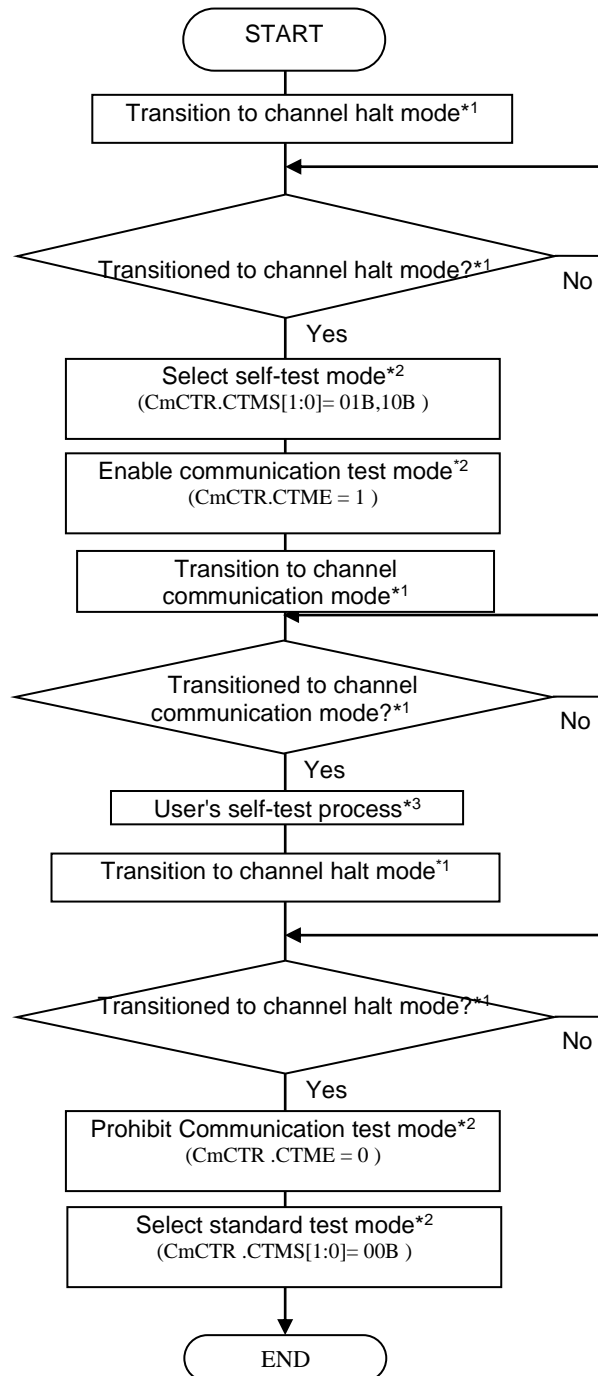 START
Transition to channel halt mode*1
Transitioned to channel halt mode?*1
No
Yes
Select self-test mode*2
(CmCTR.CTMS[1:0]= 01B,10B )
Enable communication test mode*2
(CmCTR.CTME = 1 )
Transition to channel
communication mode*1
Transitioned to channel
communication mode?*1
No
Yes
User's self-test process*3
Transition to channel halt mode*1
Transitioned to channel halt mode?*1
No
Yes
Prohibit Communication test mode*2
(CmCTR .CTME = 0 )
Select standard test mode*2
(CmCTR .CTMS[1:0]= 00B )
END